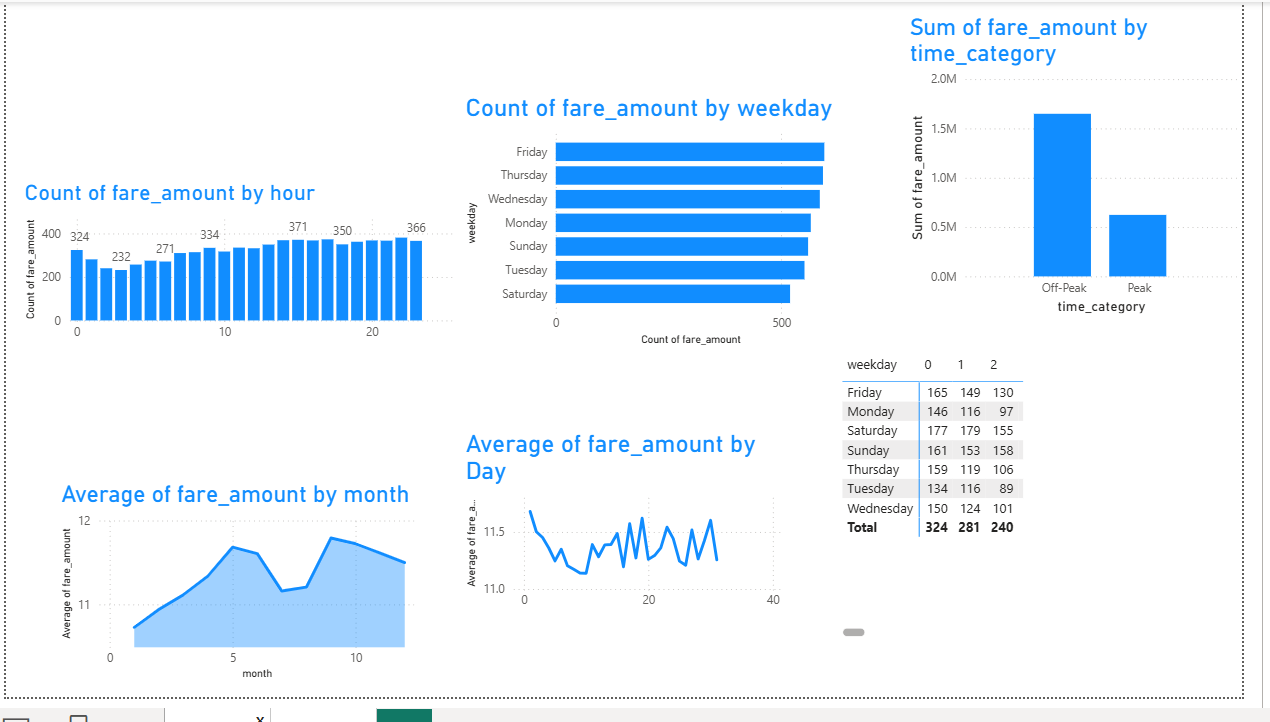 Sum of fare_amount by
time_category
2.0M
1.5M
1.0M
0.5M
0.0M
Sum of fare_amount
Off-Peak Peak
time_category
Count of fare_amount by weekday
weekday
Friday
Thursday
Wednesday
Monday
Sunday
Tuesday
Saturday
0 500
Count of fare_amount
Count of fare_amount by hour
Count of fare_amount
400
200
0
324 232 271 334 371 350 366
0 10 20
weekday 0 1 2
Friday 165 149 130
Monday 146 116 97
Saturday 177 179 155
Sunday 161 153 158
Thursday 159 119 106
Tuesday 134 116 89
Wednesday 150 124 101
Total 324 281 240
Average of fare_amount by
Day
Average of fare_a...
11.5
11.0
0 20 40
Average of fare_amount by month
Average of fare_amount
12
11
0 5 10
month